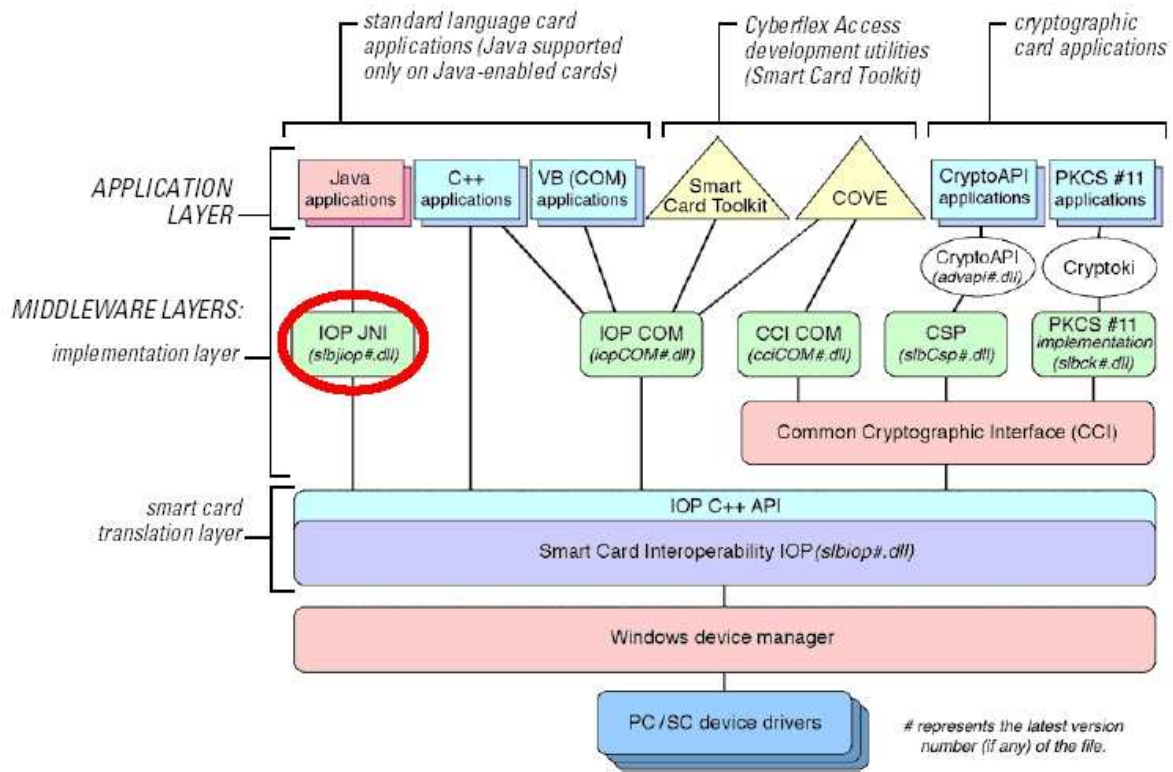 standard language card
applications (Java supported
only on Java-enabled cards)
Cyberflex Access
development utilities
(Smart Card Toolkit)
cryptographic
card applications
APPLICATION
LAYER
Java
applications
C++
applications
VB (COM)
applications
Smart
Card Toolkit
COVE
CryptoAPI
applications
PKCS #11
applications
CryptoAPI
(advapi#.dll)
Cryptoki
MIDDLEWARE LAYERS:
implementation layer
IOP JNI
(slbjiop#.dll)
IOP COM
(iopCOM#.dll)
CCI COM
(cciCOM#.dll)
CSP
(slbCsp#.dll)
PKCS #11
implementation
(slbck#.dll)
Common Cryptographic Interface (CCI)
smart card
translation layer
IOP C++ API
Smart Card Interoperability IOP(slbiop#.dll)
Windows device manager
PC/SC device drivers
# represents the latest version
number (if any) of the file.